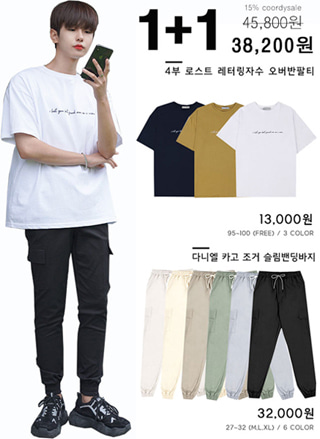 15% coordysale
1+1
45,800원
38,200원
4부 로스트 레터링자수 오버반팔티
13,000원
95-100 (FREE) / 3 COLOR
다니엘 카고 조거 슬림밴딩바지
32,000원
27-32 (M,L,XL) / 6 COLOR